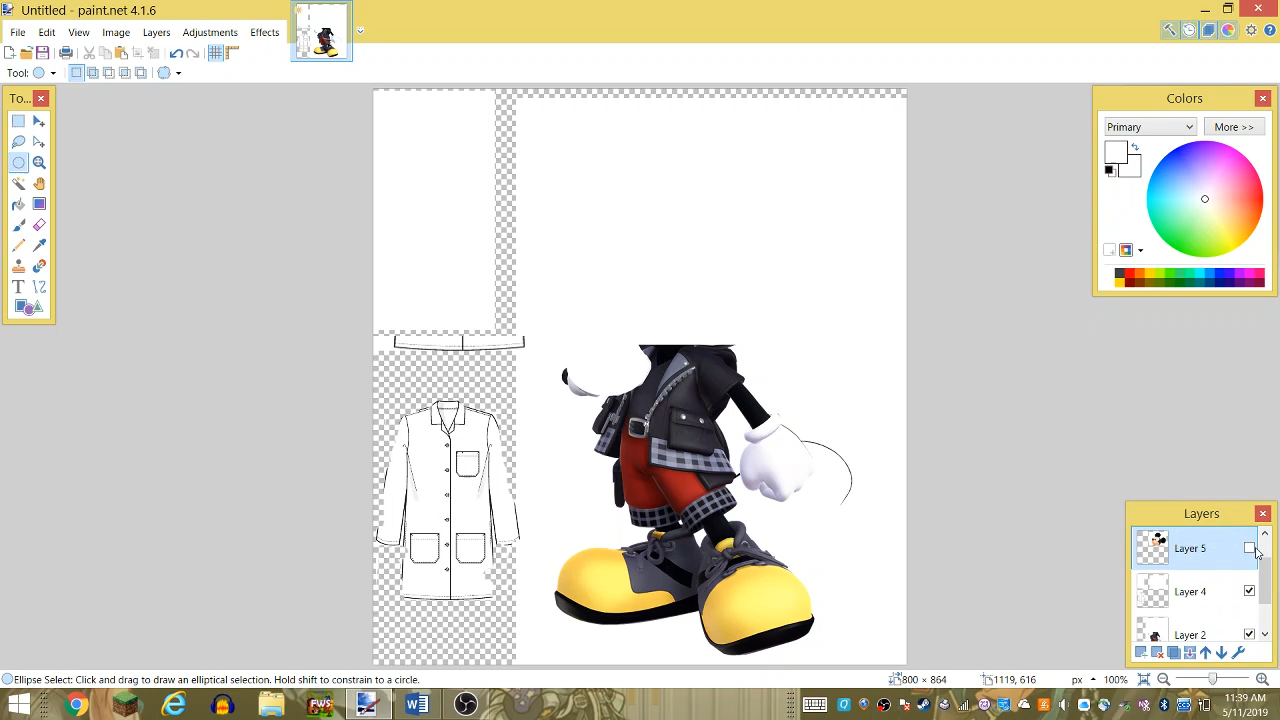 Untitled - paint.net 4.1.6
File Edit View Image Layers Adjustments Effects
Tool:
To...
Colors
Primary
More >>
Layers
Layer 5
Layer 4
Layer 2
Ellipse Select: Click and drag to draw an elliptical selection. Hold shift to constrain to a circle.
800 × 864
1119, 616
px
100%
FWS
11:39 AM
5/11/2019